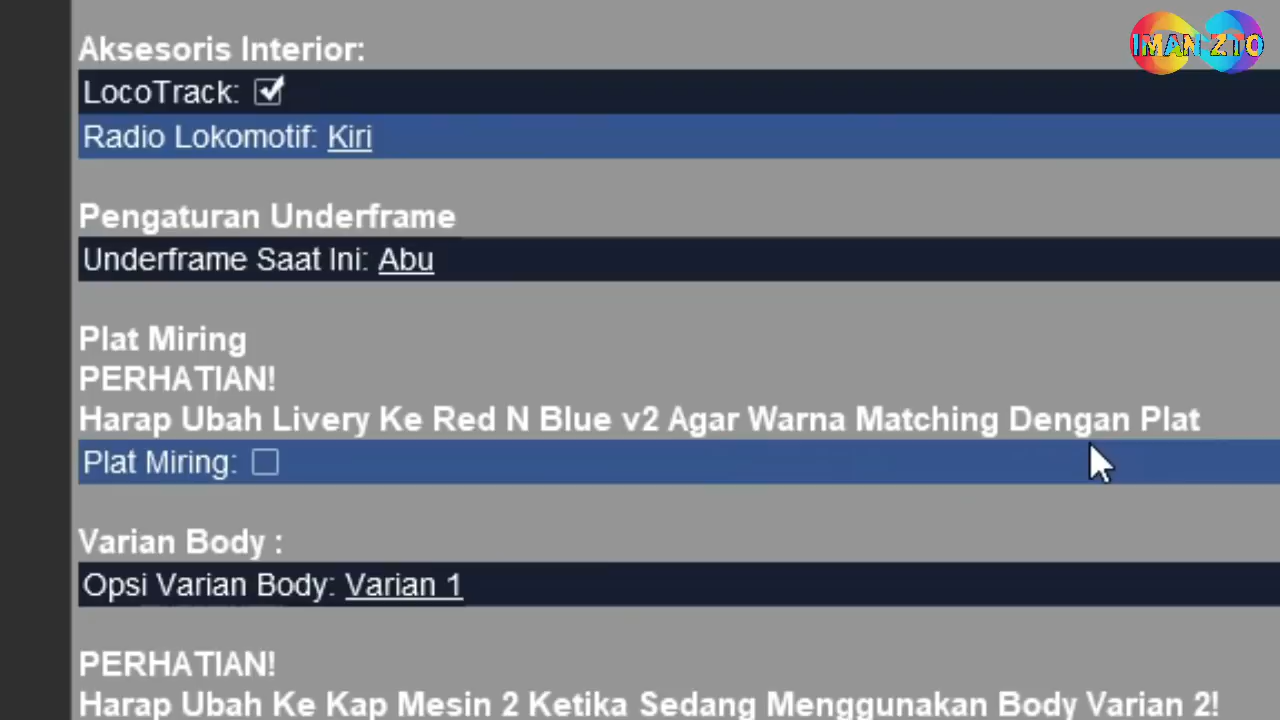 IMAN ZTO
Aksesoris Interior:
LocoTrack:
Radio Lokomotif: Kiri
Pengaturan Underframe
Underframe Saat Ini: Abu
Plat Miring
PERHATIAN!
Harap Ubah Livery Ke Red N Blue v2 Agar Warna Matching Dengan Plat
Plat Miring:
Varian Body :
Opsi Varian Body: Varian 1
PERHATIAN!
Harap Ubah Ke Kap Mesin 2 Ketika Sedang Menggunakan Body Varian 2!